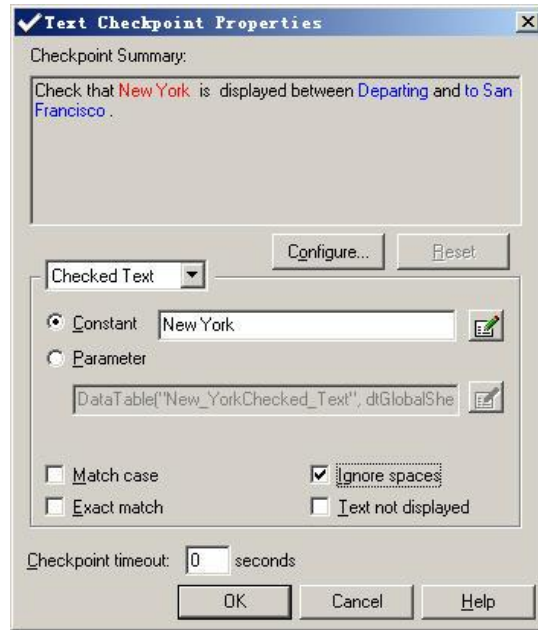 Text Checkpoint Properties
Checkpoint Summary:
Check that New York is displayed between Departing and to San
Francisco .
Configure... Reset
Checked Text
Constant New York
Parameter
DataTable("New_YorkChecked_Text", dtGlobalShe
Match case Ignore spaces
Exact match Text not displayed
Checkpoint timeout: 0 seconds
OK Cancel Help